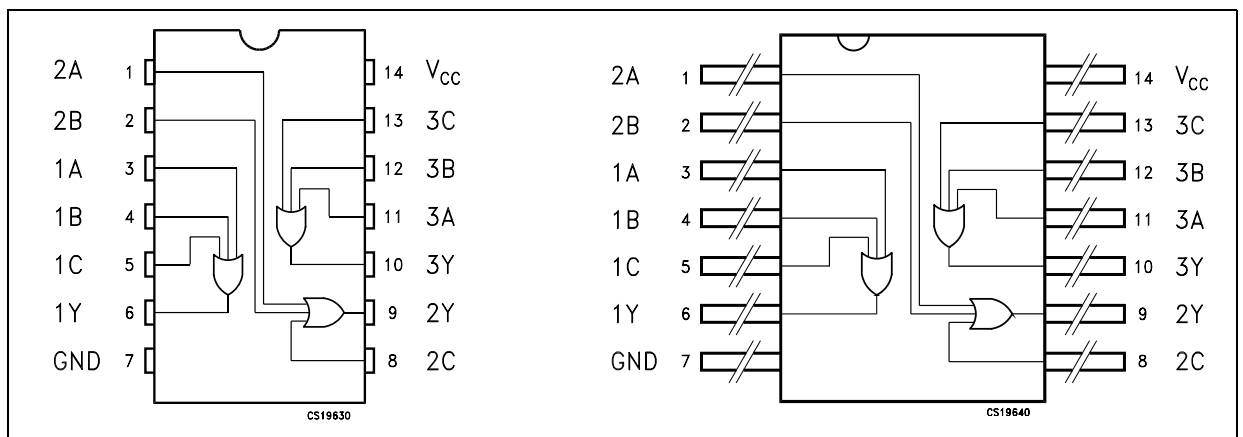 2A 1 14 VCC
2B 2 13 3C
1A 3 12 3B
1B 4 11 3A
1C 5 10 3Y
1Y 6 9 2Y
GND 7 8 2C
CS19630
2A 1 14 VCC
2B 2 13 3C
1A 3 12 3B
1B 4 11 3A
1C 5 10 3Y
1Y 6 9 2Y
GND 7 8 2C
CS19640